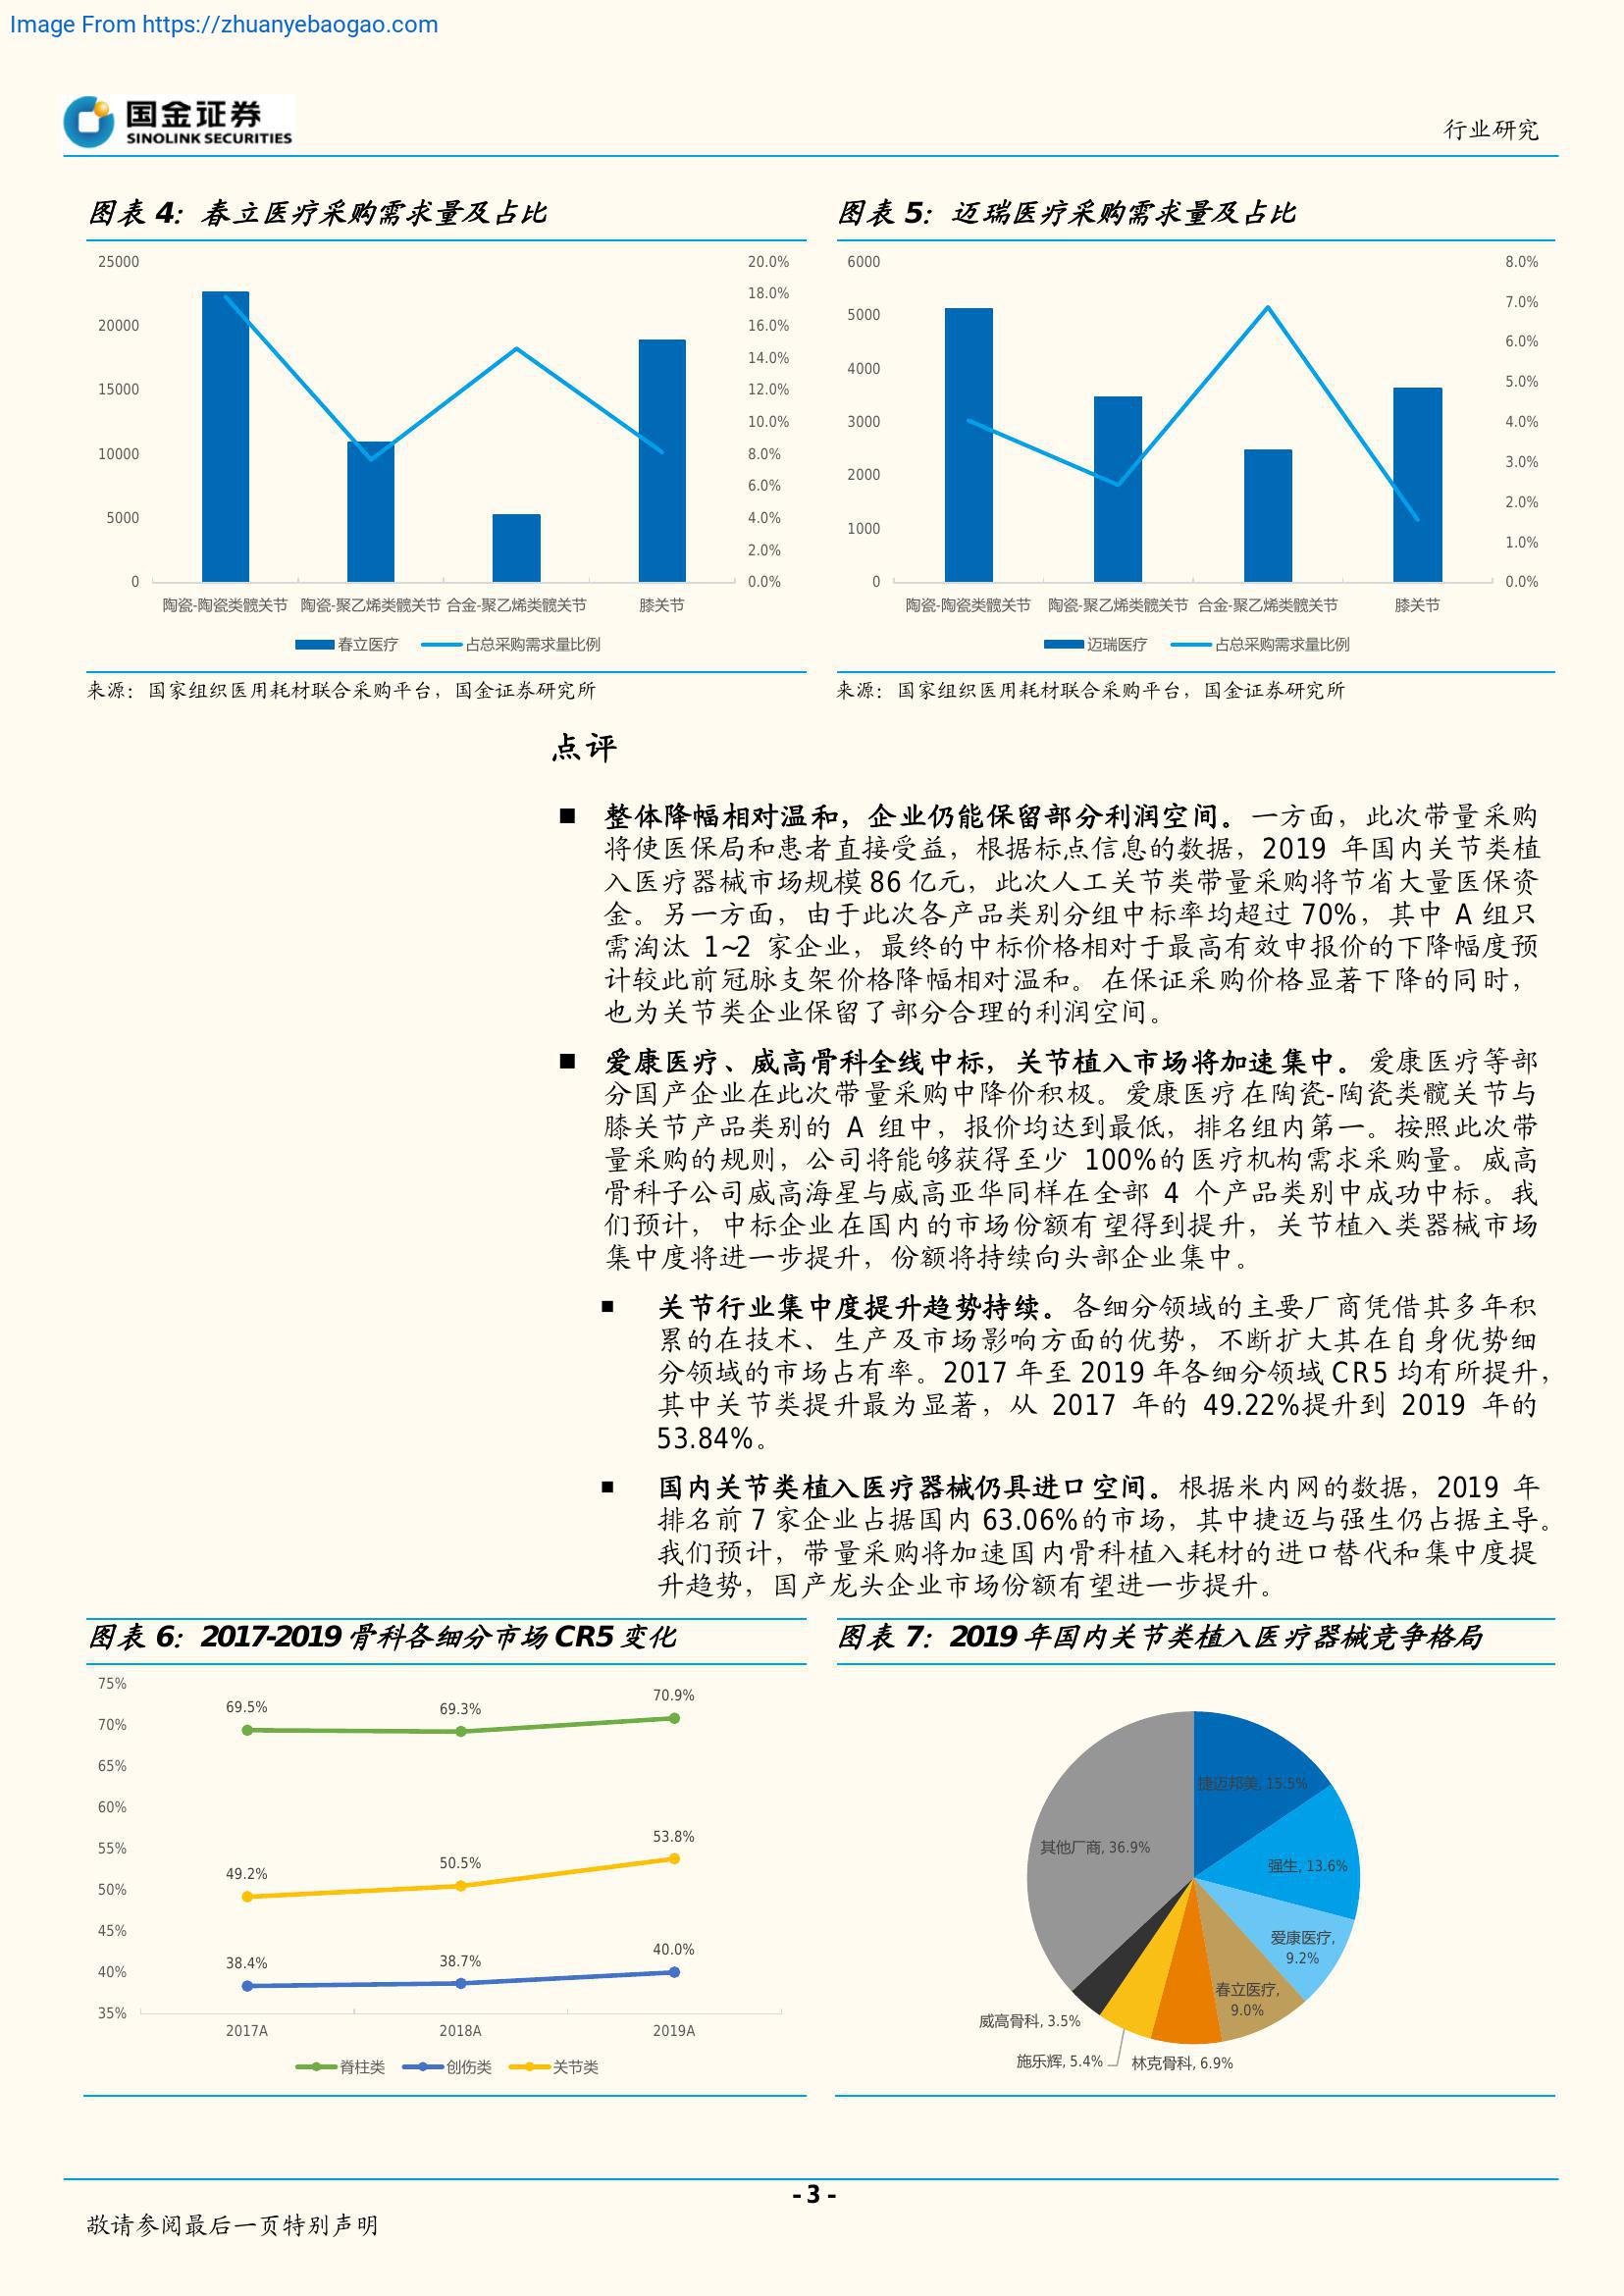 Image From https://zhuanyebaogao.com
国金证券
SINOLINK SECURITIES
行业研究
图表 4：春立医疗采购需求量及占比
25000
20000
15000
10000
5000
0
20.0%
18.0%
16.0%
14.0%
12.0%
10.0%
8.0%
6.0%
4.0%
2.0%
0.0%
陶瓷-陶瓷类髋关节 陶瓷-聚乙烯类髋关节 合金-聚乙烯类髋关节 膝关节
春立医疗 占总采购需求量比例
来源：国家组织医用耗材联合采购平台，国金证券研究所
图表 5：迈瑞医疗采购需求量及占比
6000
5000
4000
3000
2000
1000
0
8.0%
7.0%
6.0%
5.0%
4.0%
3.0%
2.0%
1.0%
0.0%
陶瓷-陶瓷类髋关节 陶瓷-聚乙烯类髋关节 合金-聚乙烯类髋关节 膝关节
迈瑞医疗 占总采购需求量比例
来源：国家组织医用耗材联合采购平台，国金证券研究所
点评
■ 整体降幅相对温和，企业仍能保留部分利润空间。一方面，此次带量采购
将使医保局和患者直接受益，根据标点信息的数据，2019 年国内关节类植
入医疗器械市场规模 86 亿元，此次人工关节类带量采购将节省大量医保资
金。另一方面，由于此次各产品类别分组中标率均超过 70%，其中 A 组只
需淘汰 1~2 家企业，最终的中标价格相对于最高有效申报价的下降幅度预
计较此前冠脉支架价格降幅相对温和。在保证采购价格显著下降的同时，
也为关节类企业保留了部分合理的利润空间。
■ 爱康医疗、威高骨科全线中标，关节植入市场将加速集中。爱康医疗等部
分国产企业在此次带量采购中降价积极。爱康医疗在陶瓷-陶瓷类髋关节与
膝关节产品类别的 A 组中，报价均达到最低，排名组内第一。按照此次带
量采购的规则，公司将能够获得至少 100%的医疗机构需求采购量。威高
骨科子公司威高海星与威高亚华同样在全部 4 个产品类别中成功中标。我
们预计，中标企业在国内的市场份额有望得到提升，关节植入类器械市场
集中度将进一步提升，份额将持续向头部企业集中。
■ 关节行业集中度提升趋势持续。各细分领域的主要厂商凭借其多年积
累的在技术、生产及市场影响方面的优势，不断扩大其在自身优势细
分领域的市场占有率。2017 年至 2019 年各细分领域 CR5 均有所提升，
其中关节类提升最为显著，从 2017 年的 49.22%提升到 2019 年的
53.84%。
■ 国内关节类植入医疗器械仍具进口空间。根据米内网的数据，2019 年
排名前 7 家企业占据国内 63.06%的市场，其中捷迈与强生仍占据主导。
我们预计，带量采购将加速国内骨科植入耗材的进口替代和集中度提
升趋势，国产龙头企业市场份额有望进一步提升。
图表 6：2017-2019 骨科各细分市场 CR5 变化
75%
70%
65%
60%
55%
50%
45%
40%
35%
69.5% 69.3% 70.9%
49.2% 50.5% 53.8%
38.4% 38.7% 40.0%
2017A 2018A 2019A
脊柱类 创伤类 关节类
图表 7：2019 年国内关节类植入医疗器械竞争格局
捷迈邦美, 15.5%
强生, 13.6%
爱康医疗,
9.2%
春立医疗,
9.0%
林克骨科, 6.9%
施乐辉, 5.4%
威高骨科, 3.5%
其他厂商, 36.9%
- 3 -
敬请参阅最后一页特别声明